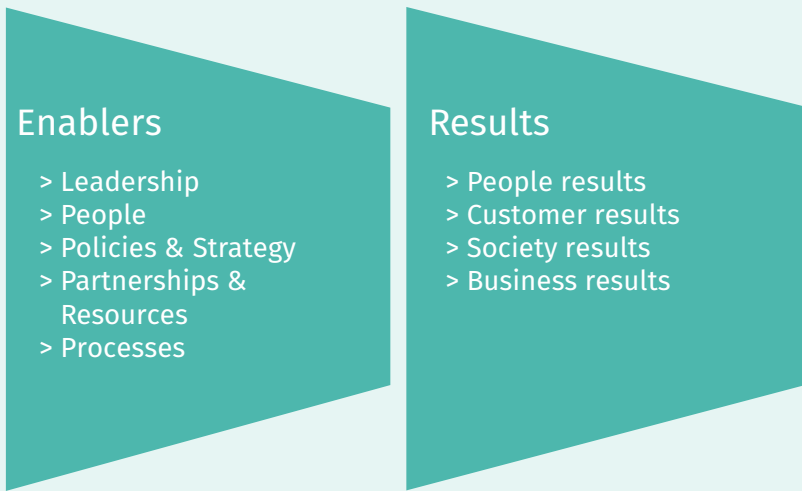 Enablers
> Leadership
> People
> Policies & Strategy
> Partnerships &
Resources
> Processes
Results
> People results
> Customer results
> Society results
> Business results